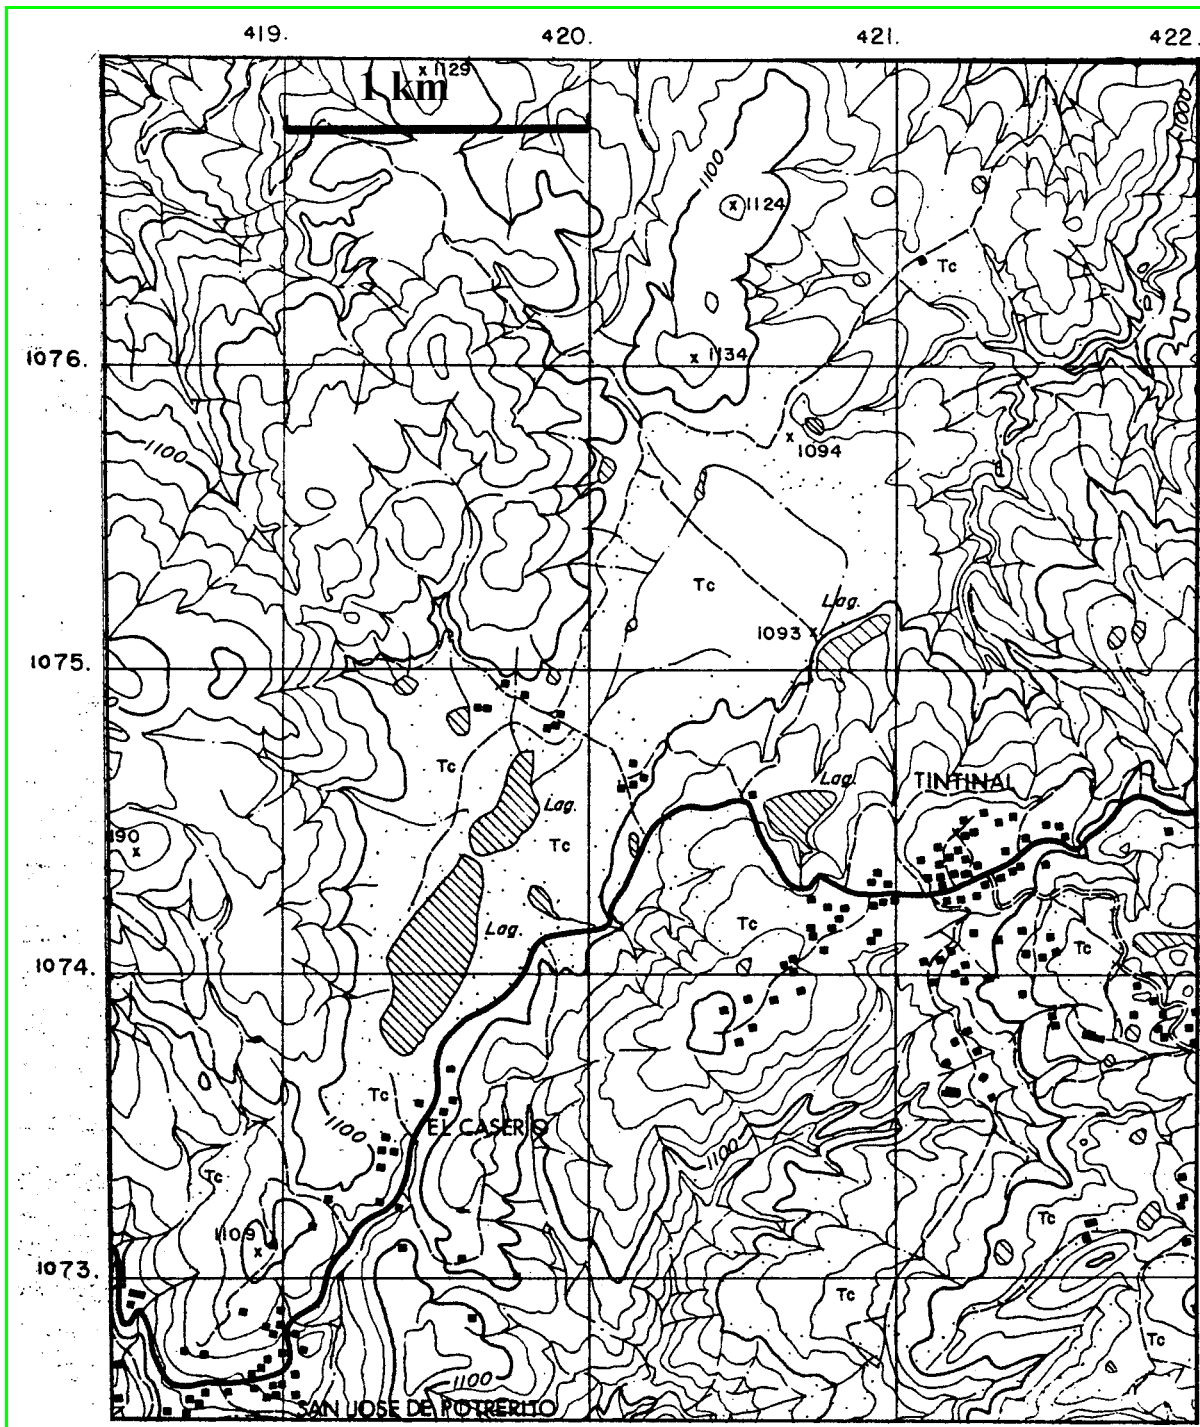 419. 420. 421. 422.
x 1129
1 km
1000
1100
x 1124
Tc
x 1134
1076.
x 1094
1100
Tc
Lag.
1093 x
1075.
Tc
Lag.
TINTINAL
Lag.
Tc
190
x
Tc
Lag.
Tc
1074.
Tc
1100
EL CASERIO
1100
Tc
Tc
1109
x
1073.
Tc
Tc
1100
SAN JOSE DE POTRERITO